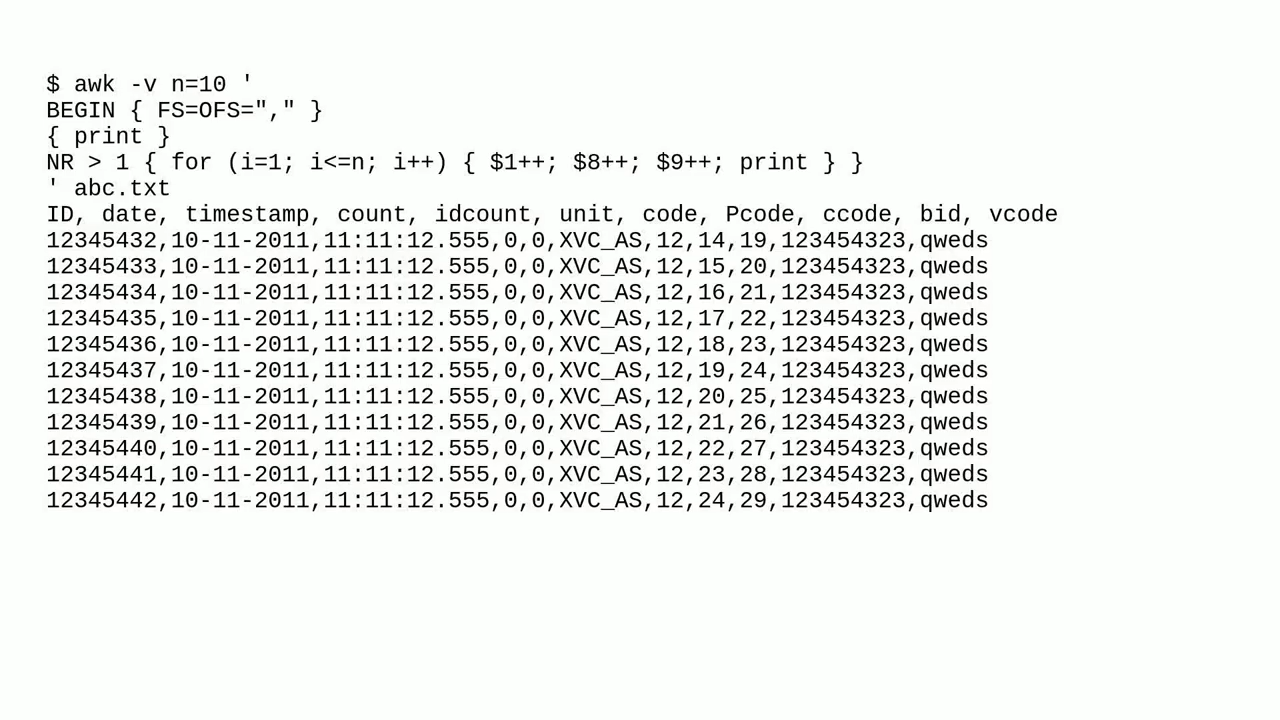 $ awk -v n=10 '
BEGIN { FS=OFS="," }
{ print }
NR > 1 { for (i=1; i<=n; i++) { $1++; $8++; $9++; print } }
' abc.txt
ID, date, timestamp, count, idcount, unit, code, Pcode, ccode, bid, vcode
12345432,10-11-2011,11:11:12.555,0,0,XVC_AS,12,14,19,123454323,qweds
12345433,10-11-2011,11:11:12.555,0,0,XVC_AS,12,15,20,123454323,qweds
12345434,10-11-2011,11:11:12.555,0,0,XVC_AS,12,16,21,123454323,qweds
12345435,10-11-2011,11:11:12.555,0,0,XVC_AS,12,17,22,123454323,qweds
12345436,10-11-2011,11:11:12.555,0,0,XVC_AS,12,18,23,123454323,qweds
12345437,10-11-2011,11:11:12.555,0,0,XVC_AS,12,19,24,123454323,qweds
12345438,10-11-2011,11:11:12.555,0,0,XVC_AS,12,20,25,123454323,qweds
12345439,10-11-2011,11:11:12.555,0,0,XVC_AS,12,21,26,123454323,qweds
12345440,10-11-2011,11:11:12.555,0,0,XVC_AS,12,22,27,123454323,qweds
12345441,10-11-2011,11:11:12.555,0,0,XVC_AS,12,23,28,123454323,qweds
12345442,10-11-2011,11:11:12.555,0,0,XVC_AS,12,24,29,123454323,qweds